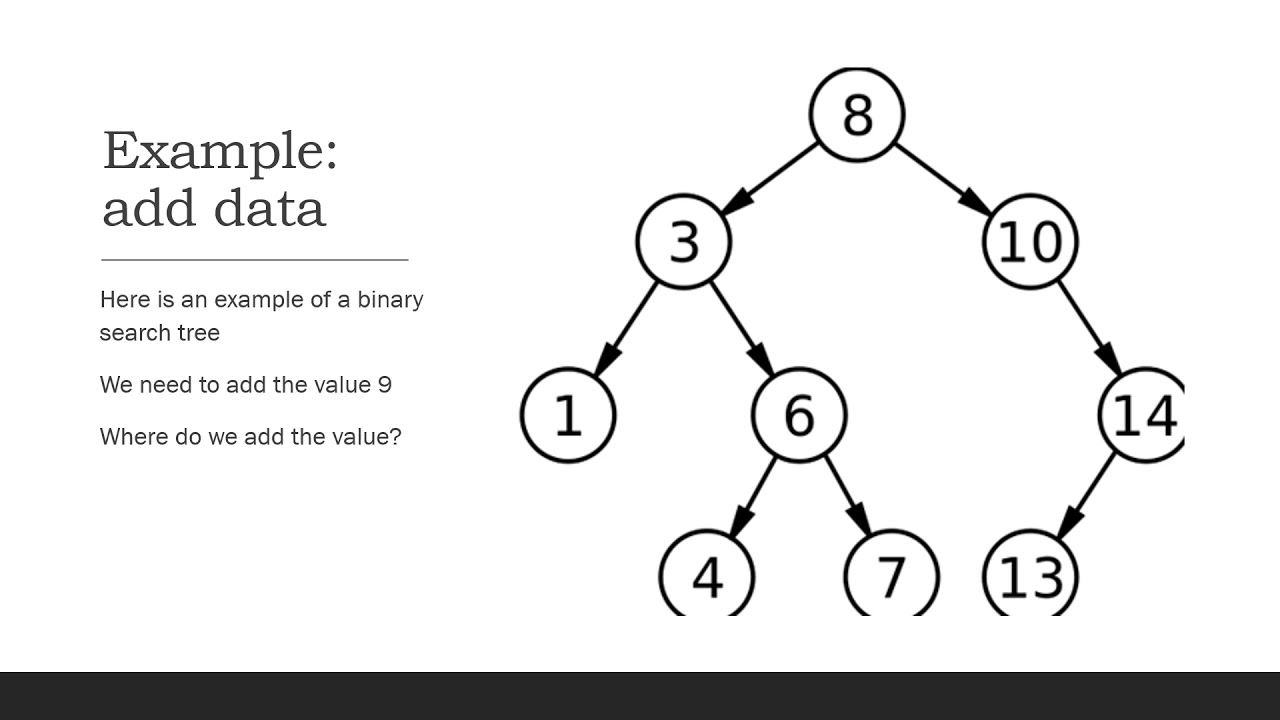 Example:
add data
Here is an example of a binary
search tree
We need to add the value 9
Where do we add the value?
8
3
10
1
6
14
4
7
13